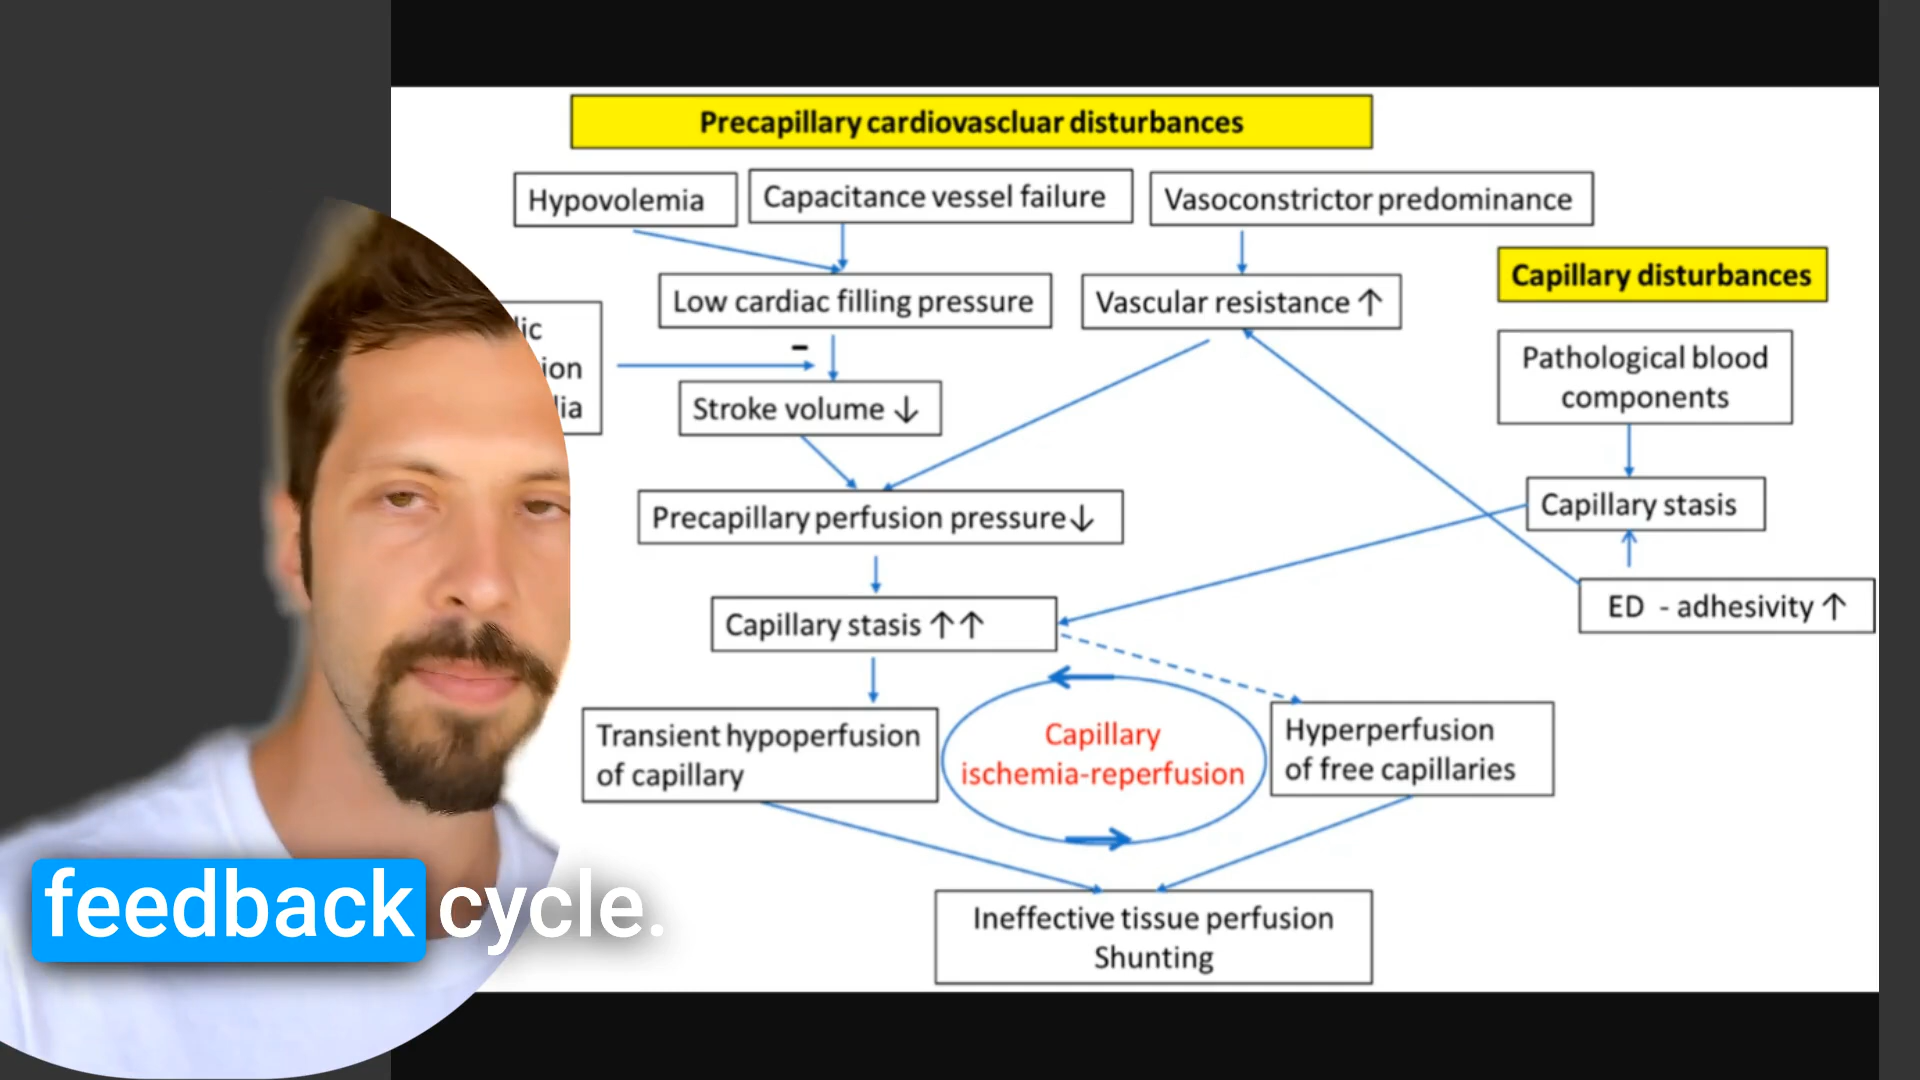 Precapillary cardiovascluar disturbances
Hypovolemia
Capacitance vessel failure
Vasoconstrictor predominance
Capillary disturbances
Low cardiac filling pressure
Vascular resistance ↑
Pathological blood
components
-
Stroke volume ↓
Precapillary perfusion pressure↓
Capillary stasis
ED - adhesivity ↑
Capillary stasis ↑↑
Transient hypoperfusion
of capillary
Capillary
ischemia-reperfusion
Hyperperfusion
of free capillaries
feedback cycle.
Ineffective tissue perfusion
Shunting